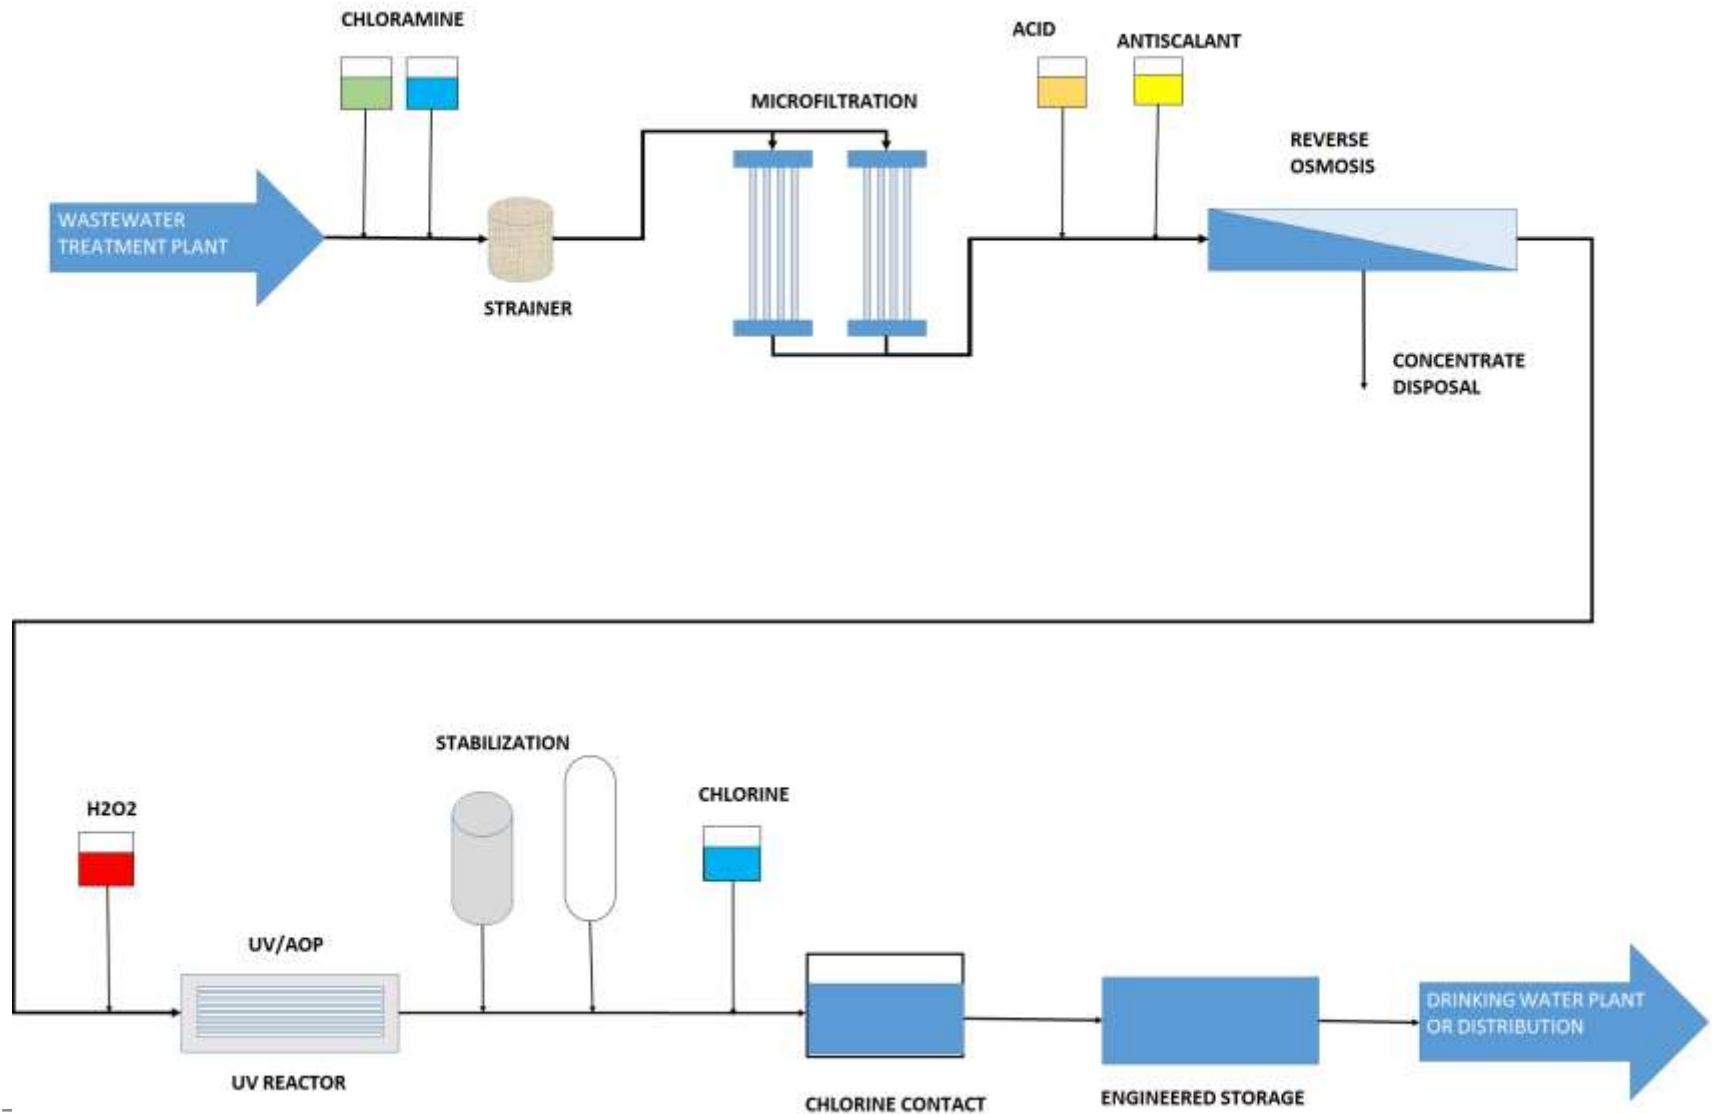 CHLORAMINE
ACID
ANTISCALANT
MICROFILTRATION
REVERSE
OSMOSIS
WASTEWATER
TREATMENT PLANT
STRAINER
CONCENTRATE
DISPOSAL
STABILIZATION
H2O2
CHLORINE
UV/AOP
DRINKING WATER PLANT
OR DISTRIBUTION
UV REACTOR
CHLORINE CONTACT
ENGINEERED STORAGE